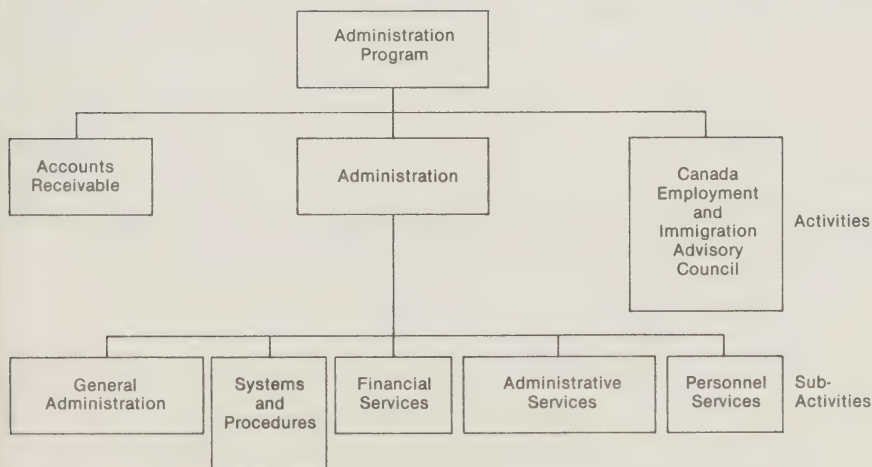 Administration
Program
Accounts
Receivable
Administration
Canada
Employment
and
Immigration
Advisory
Council
Activities
General
Administration
Systems
and
Procedures
Financial
Services
Administrative
Services
Personnel
Services
Sub-
Activities